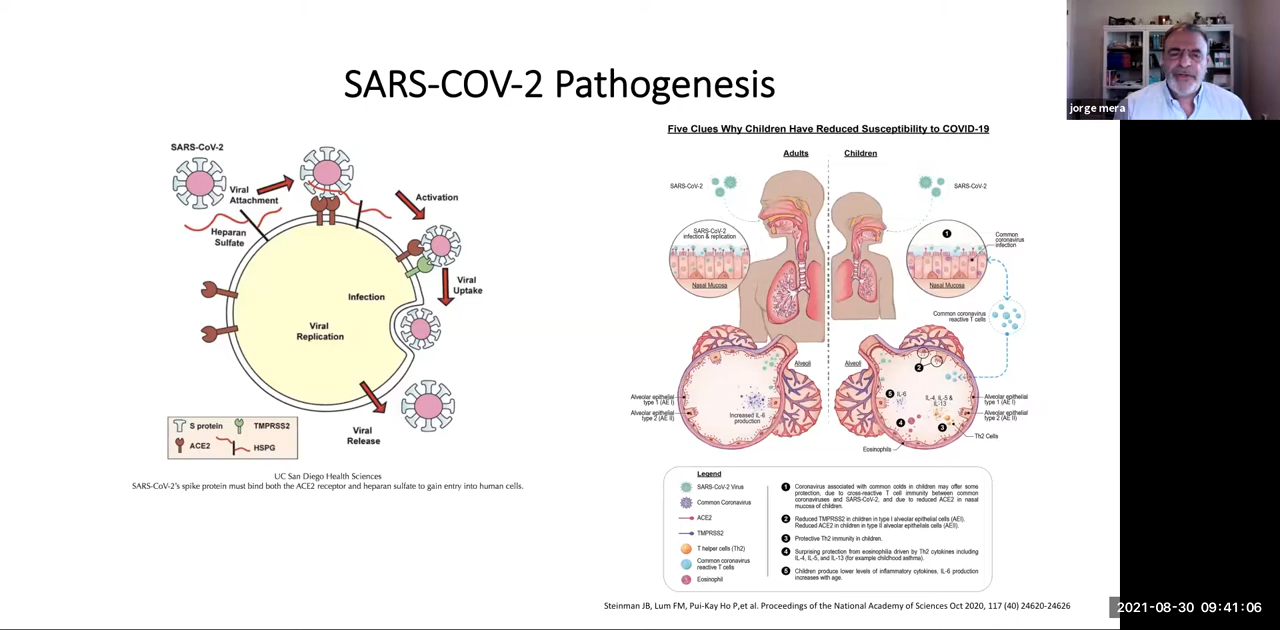 SARS-COV-2 Pathogenesis
jorge mera
SARS-CoV-2
Viral
Attachment
Heparan
Sulfate
Activation
Viral
Uptake
Infection
Viral
Replication
Viral
Release
S protein
TMPRSS2
ACE2
HSPG
UC San Diego Health Sciences
SARS-CoV-2's spike protein must bind both the ACE2 receptor and heparan sulfate to gain entry into human cells.
Five Clues Why Children Have Reduced Susceptibility to COVID-19
Adults
Children
SARS-CoV-2
SARS-CoV-2
SARS-CoV-2
infection & replication
Nasal Mucosa
1
Nasal Mucosa
Common
coronavirus
infection
Common coronavirus
reactive T cells
Alveoli
Alveoli
Alveolar epithelial
type 1 (AE I)
Alveolar epithelial
type 2 (AE II)
Increased IL-6
production
2
5 IL-6
IL-4, IL-5 &
IL-13
4
3
Alveolar epithelial
type 1 (AE I)
Alveolar epithelial
type 2 (AE II)
Th2 Cells
Eosinophils
Legend
SARS-CoV-2 Virus
Common Coronavirus
ACE2
TMPRSS2
T helper cells (Th2)
Common coronavirus
reactive T cells
Eosinophil
1 Coronavirus associated with common colds in children may offer some
protection, due to cross-reactive T cell immunity between common
coronaviruses and SARS-CoV-2, and due to reduced ACE2 in nasal
mucosa of children.
2 Reduced TMPRSS2 in children in type I alveolar epithelial cells (AEI).
Reduced ACE2 in children in type II alveolar epithelials cells (AEII).
3 Protective Th2 immunity in children.
4 Surprising protection from eosinophilia driven by Th2 cytokines including
IL-4, IL-5, and IL-13 (for example childhood asthma).
5 Children produce lower levels of inflammatory cytokines, IL-6 production
increases with age.
Steinman JB, Lum FM, Pui-Kay Ho P,et al. Proceedings of the National Academy of Sciences Oct 2020, 117 (40) 24620-24626
2021-08-30 09:41:06